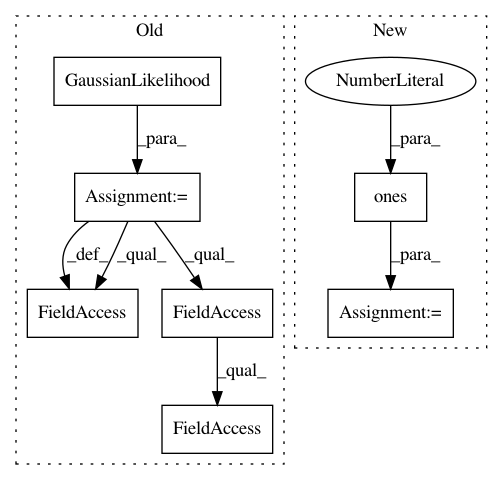 Old
New
GaussianLikelihood
NumberLiteral
_para_
_para_
Assignment:=
ones
_def_
_qual_
_qual_
_para_
FieldAccess
FieldAccess
Assignment:=
_qual_
FieldAccess